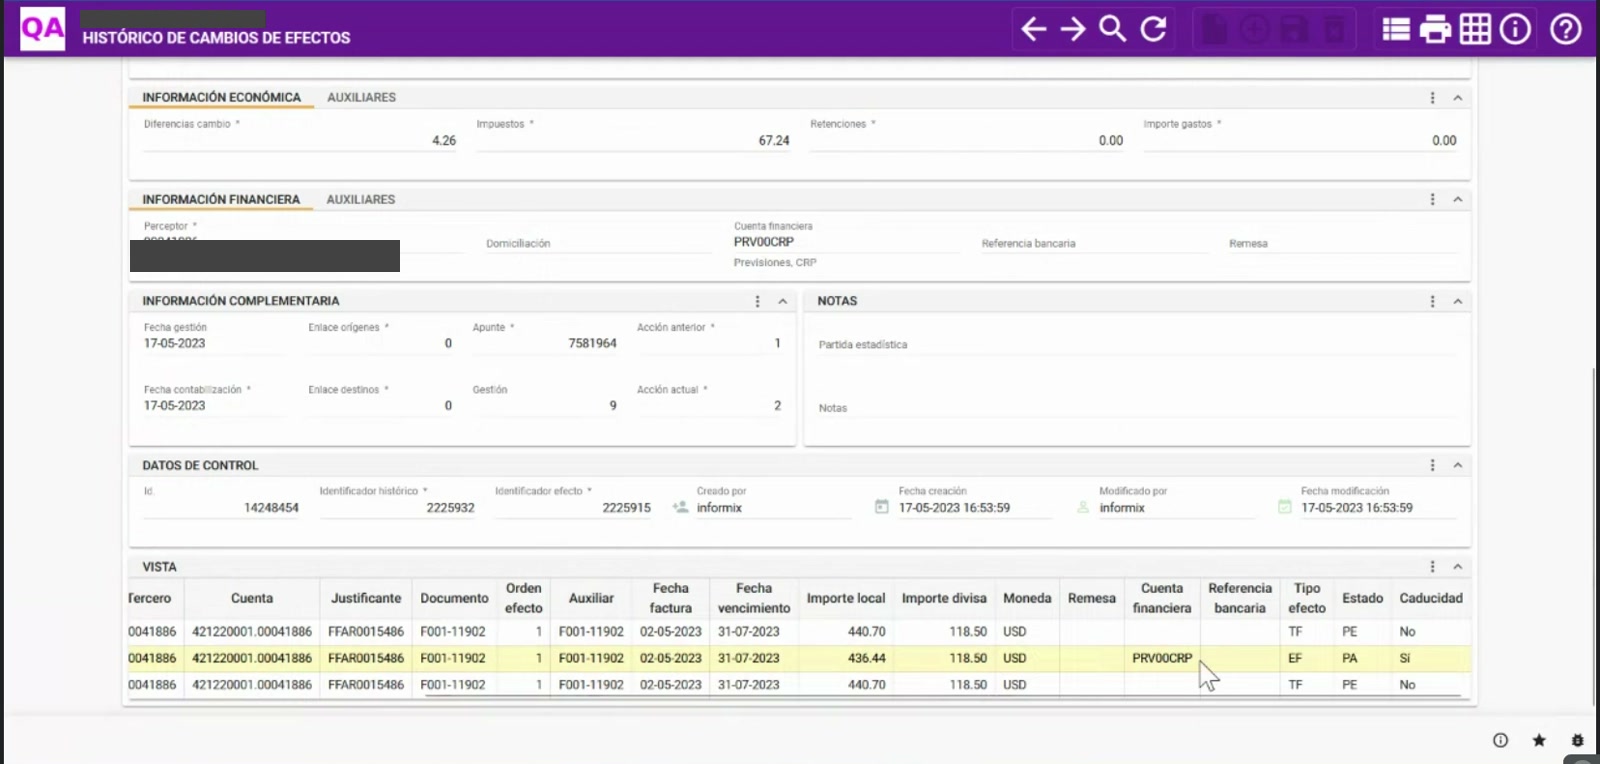 QA
HISTÓRICO DE CAMBIOS DE EFECTOS
INFORMACIÓN ECONÓMICA AUXILIARES
Diferencias cambio * Impuestos * Retenciones * Importe gastos *
4.26 67.24 0.00 0.00
INFORMACIÓN FINANCIERA AUXILIARES
Perceptor * Domiciliación Cuenta financiera Referencia bancaria Remesa
PRV00CRP
Previsiones, CRP
INFORMACIÓN COMPLEMENTARIA NOTAS
Fecha gestión Enlace orígenes * Apunte * Acción anterior *
17-05-2023 0 7581964 1
Partida estadística
Fecha contabilización * Enlace destinos * Gestión Acción actual *
17-05-2023 0 9 2
Notas
DATOS DE CONTROL
Id. Identificador histórico * Identificador efecto * Creado por Fecha creación Modificado por Fecha modificación
14248454 2225932 2225915 informix 17-05-2023 16:53:59 informix 17-05-2023 16:53:59
VISTA
Tercero Cuenta Justificante Documento Orden efecto Auxiliar Fecha factura Fecha vencimiento Importe local Importe divisa Moneda Remesa Cuenta financiera Referencia bancaria Tipo efecto Estado Caducidad
0041886 421220001.00041886 FFAR0015486 F001-11902 1 F001-11902 02-05-2023 31-07-2023 440.70 118.50 USD TF PE No
0041886 421220001.00041886 FFAR0015486 F001-11902 1 F001-11902 02-05-2023 31-07-2023 436.44 118.50 USD PRV00CRP EF PA Sí
0041886 421220001.00041886 FFAR0015486 F001-11902 1 F001-11902 02-05-2023 31-07-2023 440.70 118.50 USD TF PE No